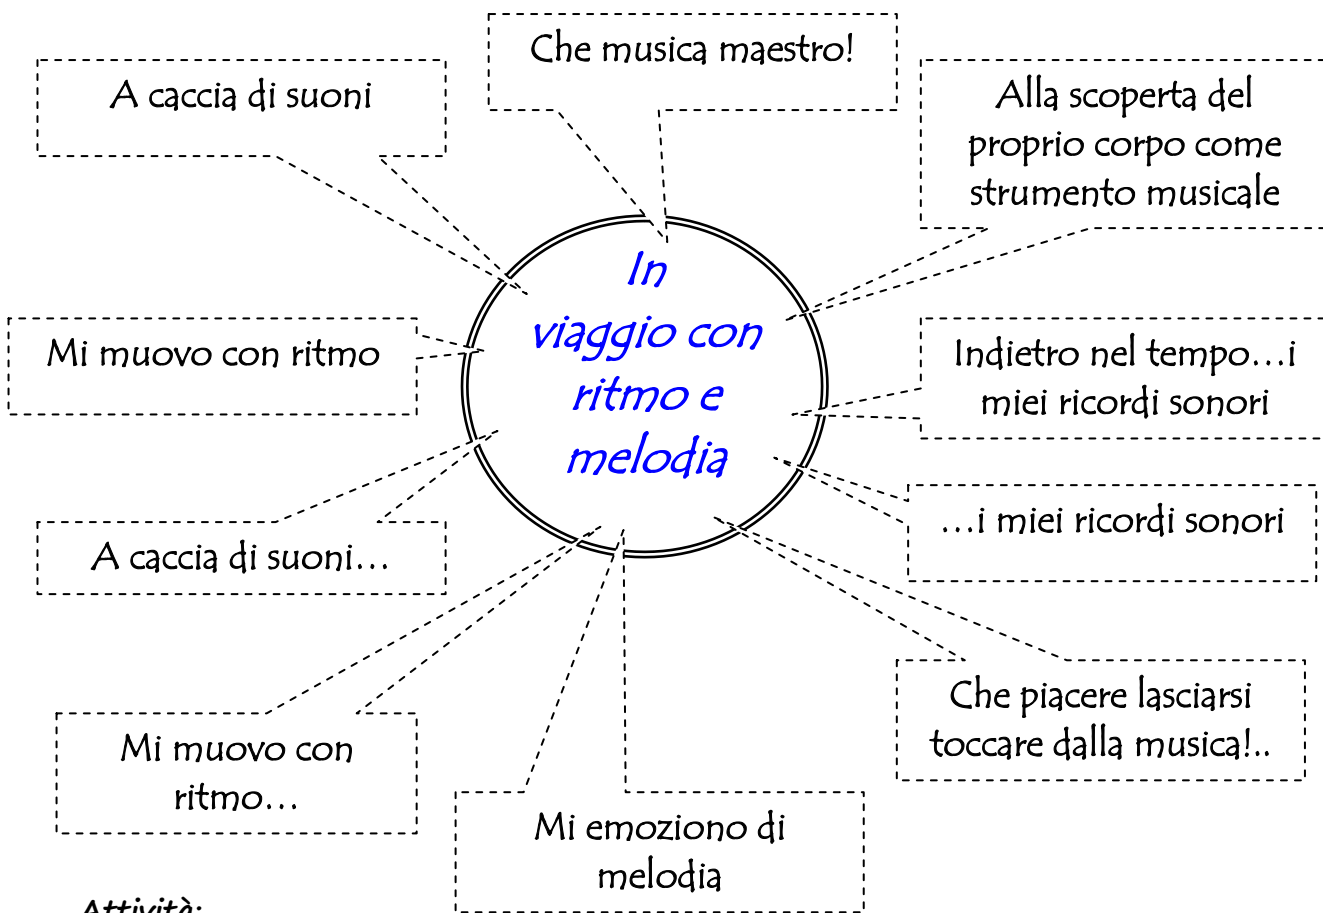 Che musica maestro!
A caccia di suoni
Alla scoperta del
proprio corpo come
strumento musicale
In
viaggio con
ritmo e
melodia
Mi muovo con ritmo
Indietro nel tempo…i
miei ricordi sonori
…i miei ricordi sonori
A caccia di suoni…
Che piacere lasciarsi
toccare dalla musica!..
Mi muovo con
ritmo…
Mi emoziono di
melodia
Attività: